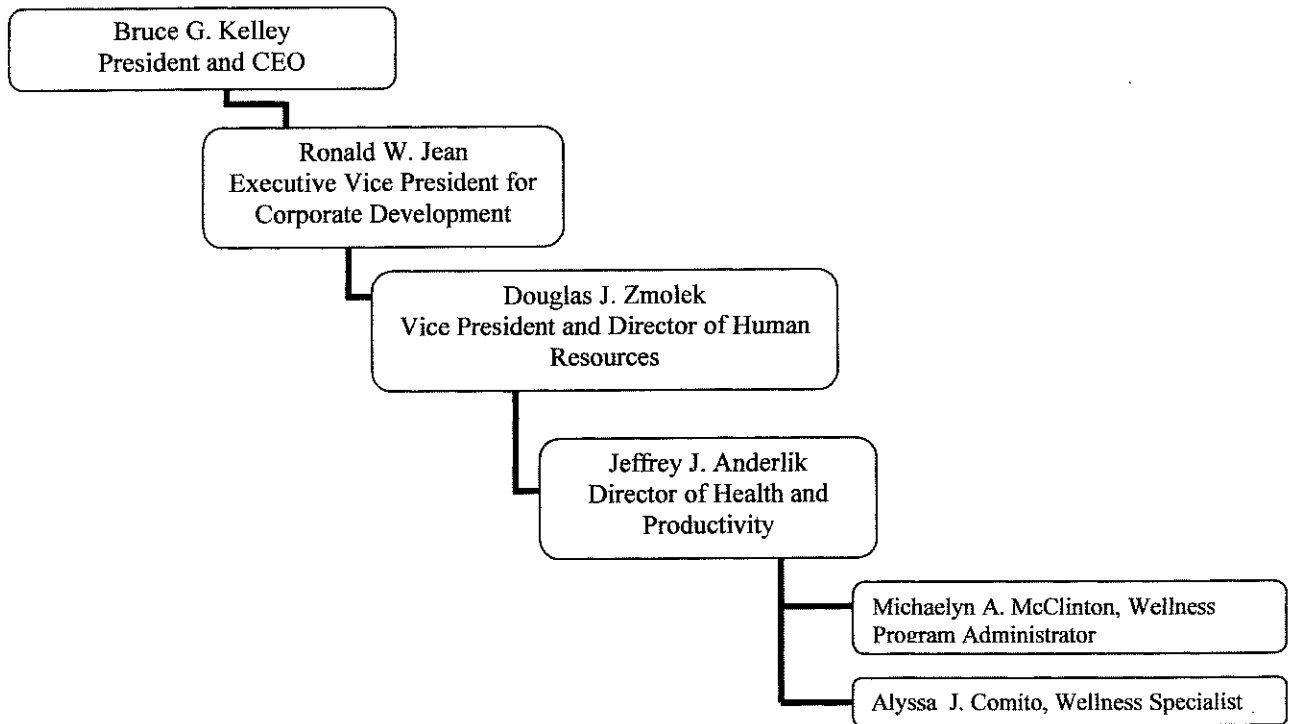 Bruce G. Kelley
President and CEO
Ronald W. Jean
Executive Vice President for
Corporate Development
Douglas J. Zmolek
Vice President and Director of Human
Resources
Jeffrey J. Anderlik
Director of Health and
Productivity
Michaelyn A. McClinton, Wellness
Program Administrator
Alyssa J. Comito, Wellness Specialist